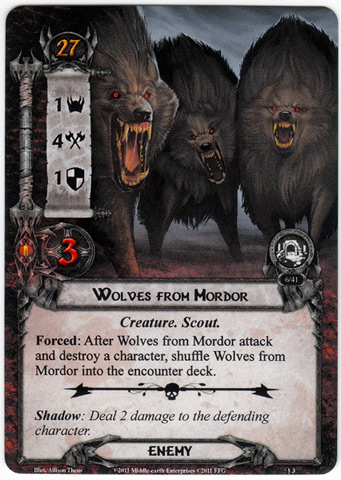 27
1
4
1
3
6/41
Wolves from Mordor
Creature. Scout.
Forced: After Wolves from Mordor attack
and destroy a character, shuffle Wolves from
Mordor into the encounter deck.
Shadow: Deal 2 damage to the defending
character.
ENEMY
Illus. Allison Theus ©2011 Middle-earth Enterprises ©2011 FFG 13